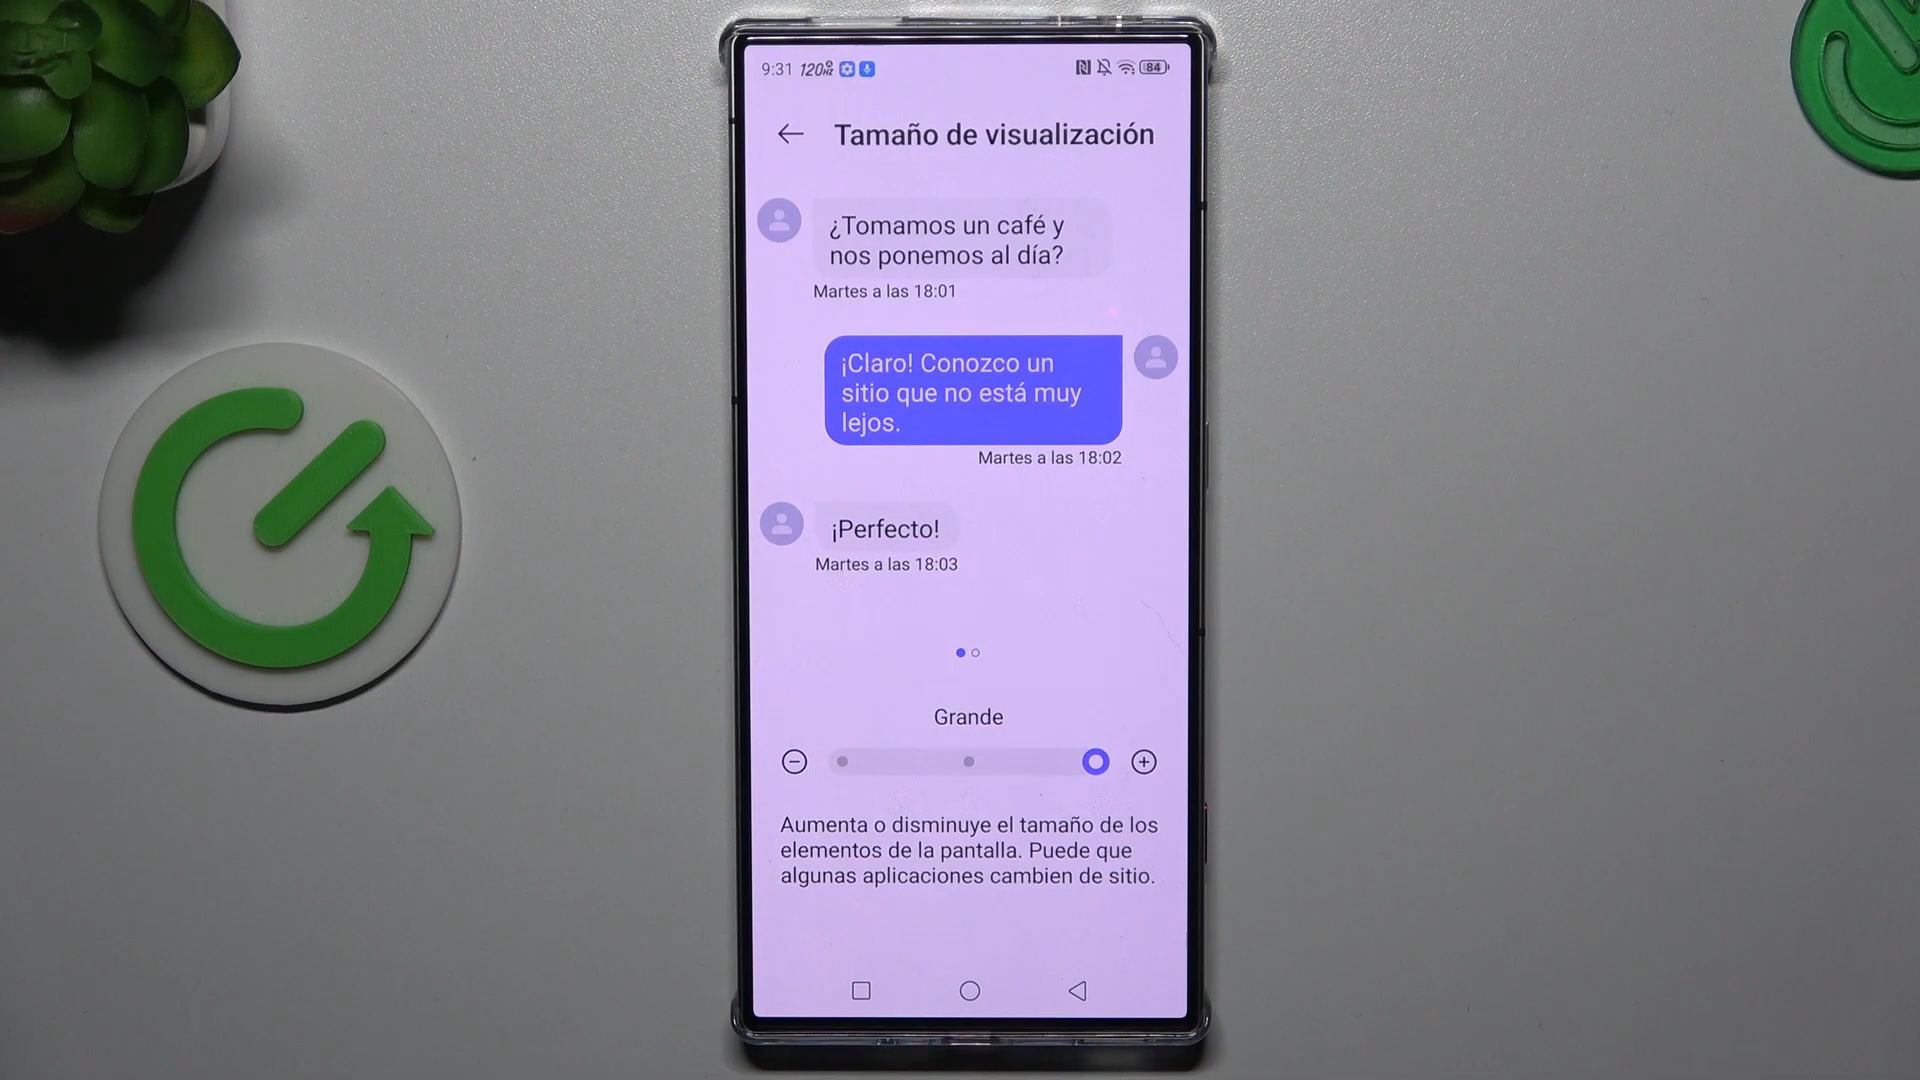 9:31 120Hz 84
Tamaño de visualización
¿Tomamos un café y
nos ponemos al día?
Martes a las 18:01
¡Claro! Conozco un
sitio que no está muy
lejos.
Martes a las 18:02
¡Perfecto!
Martes a las 18:03
Grande
Aumenta o disminuye el tamaño de los
elementos de la pantalla. Puede que
algunas aplicaciones cambien de sitio.